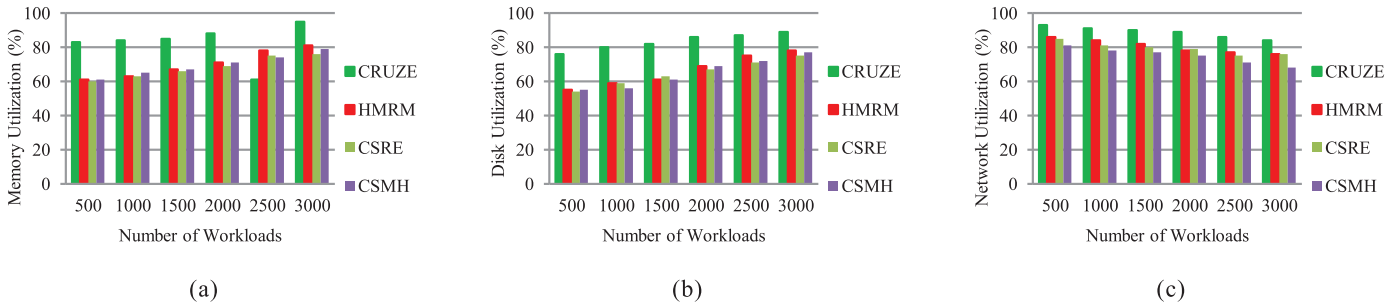 Memory Utilization (%)
100
80
60
40
20
0
500 1000 1500 2000 2500 3000
Number of Workloads
CRUZE
HMRM
CSRE
CSMH
(a)
Disk Utilization (%)
100
80
60
40
20
0
500 1000 1500 2000 2500 3000
Number of Workloads
CRUZE
HMRM
CSRE
CSMH
(b)
Network Utilization (%)
100
80
60
40
20
0
500 1000 1500 2000 2500 3000
Number of Workloads
CRUZE
HMRM
CSRE
CSMH
(c)